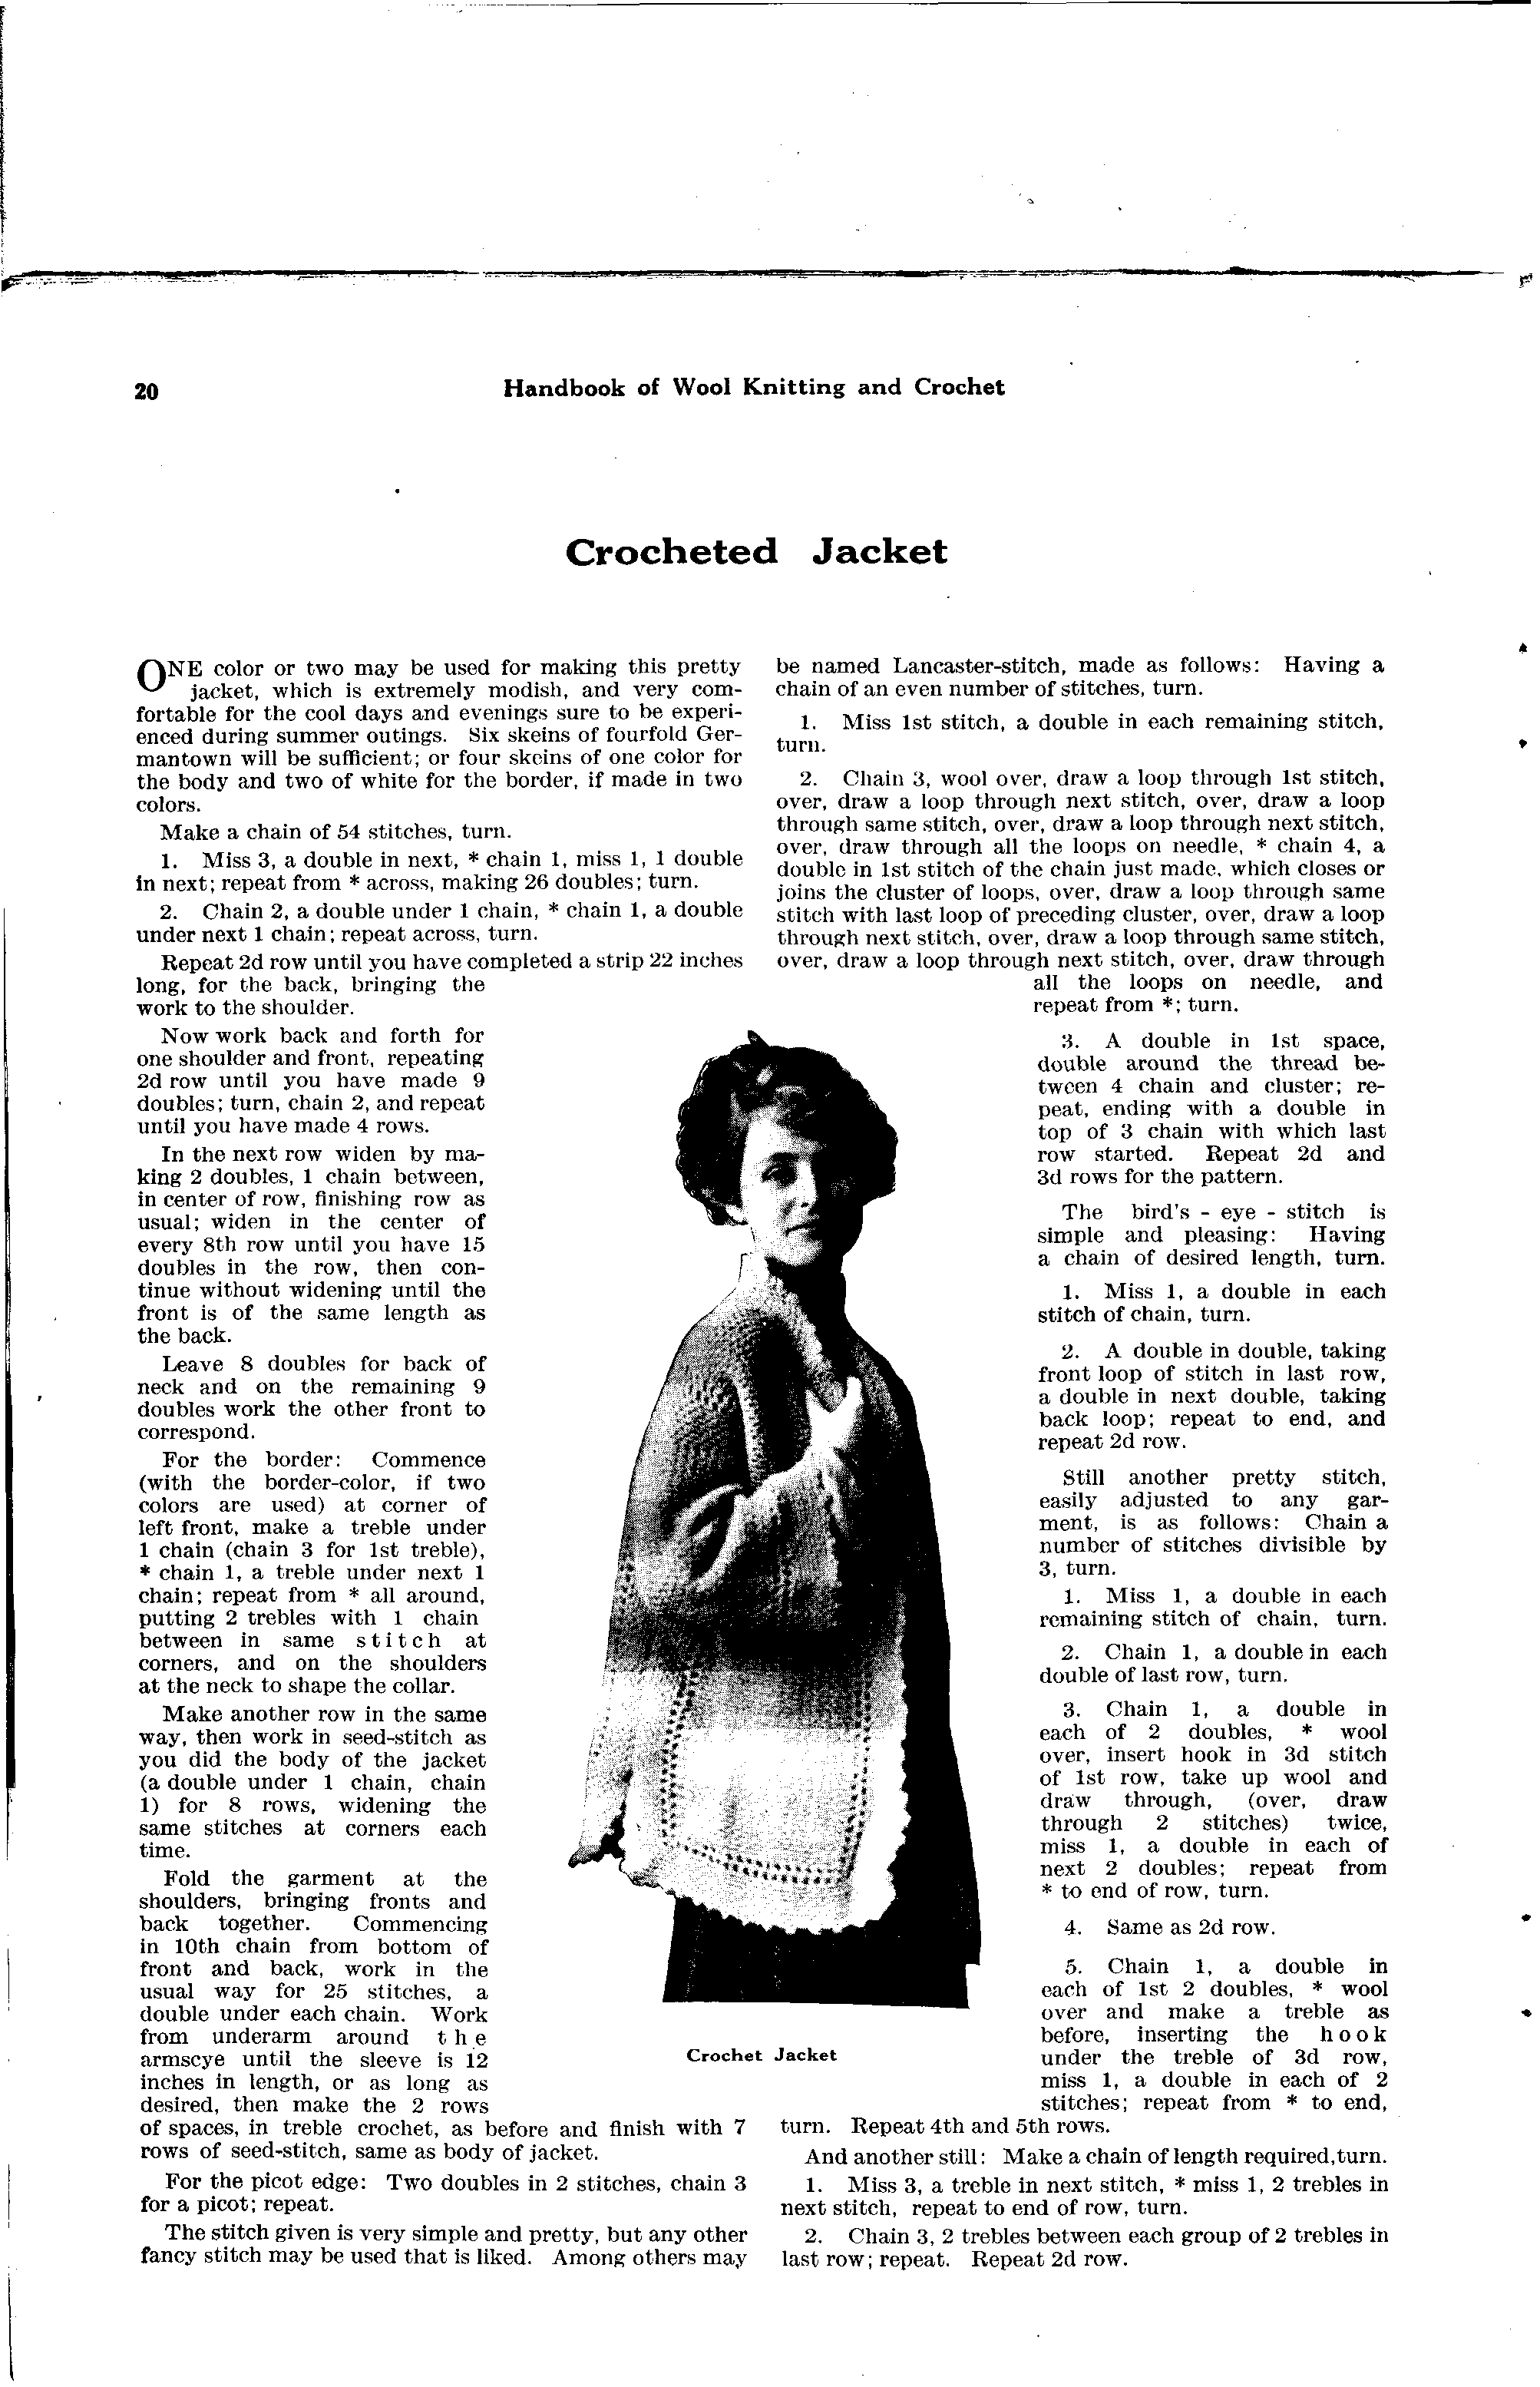 20
Handbook of Wool Knitting and Crochet
Crocheted Jacket
ONE color or two may be used for making this pretty
jacket, which is extremely modish, and very com-
fortable for the cool days and evenings sure to be experi-
enced during summer outings. Six skeins of fourfold Ger-
mantown will be sufficient; or four skeins of one color for
the body and two of white for the border, if made in two
colors.
Make a chain of 54 stitches, turn.
1. Miss 3, a double in next, * chain 1, miss 1, 1 double
in next; repeat from * across, making 26 doubles; turn.
2. Chain 2, a double under 1 chain, * chain 1, a double
under next 1 chain; repeat across, turn.
Repeat 2d row until you have completed a strip 22 inches
long, for the back, bringing the
work to the shoulder.
Now work back and forth for
one shoulder and front, repeating
2d row until you have made 9
doubles; turn, chain 2, and repeat
until you have made 4 rows.
In the next row widen by ma-
king 2 doubles, 1 chain between,
in center of row, finishing row as
usual; widen in the center of
every 8th row until you have 15
doubles in the row, then con-
tinue without widening until the
front is of the same length as
the back.
Leave 8 doubles for back of
neck and on the remaining 9
doubles work the other front to
correspond.
For the border: Commence
(with the border-color, if two
colors are used) at corner of
left front, make a treble under
1 chain (chain 3 for 1st treble),
* chain 1, a treble under next 1
chain; repeat from * all around,
putting 2 trebles with 1 chain
between in same stitch at
corners, and on the shoulders
at the neck to shape the collar.
Make another row in the same
way, then work in seed-stitch as
you did the body of the jacket
(a double under 1 chain, chain
1) for 8 rows, widening the
same stitches at corners each
time.
Fold the garment at the
shoulders, bringing fronts and
back together. Commencing
in 10th chain from bottom of
front and back, work in the
usual way for 25 stitches, a
double under each chain. Work
from underarm around the
armscye until the sleeve is 12
inches in length, or as long as
desired, then make the 2 rows
of spaces, in treble crochet, as before and finish with 7
rows of seed-stitch, same as body of jacket.
For the picot edge: Two doubles in 2 stitches, chain 3
for a picot; repeat.
The stitch given is very simple and pretty, but any other
fancy stitch may be used that is liked. Among others may
be named Lancaster-stitch, made as follows: Having a
chain of an even number of stitches, turn.
1. Miss 1st stitch, a double in each remaining stitch,
turn.
2. Chain 3, wool over, draw a loop through 1st stitch,
over, draw a loop through next stitch, over, draw a loop
through same stitch, over, draw a loop through next stitch,
over, draw through all the loops on needle, * chain 4, a
double in 1st stitch of the chain just made, which closes or
joins the cluster of loops, over, draw a loop through same
stitch with last loop of preceding cluster, over, draw a loop
through next stitch, over, draw a loop through same stitch,
over, draw a loop through next stitch, over, draw through
all the loops on needle, and
repeat from *; turn.
3. A double in 1st space,
double around the thread be-
tween 4 chain and cluster; re-
peat, ending with a double in
top of 3 chain with which last
row started. Repeat 2d and
3d rows for the pattern.
The bird's - eye - stitch is
simple and pleasing: Having
a chain of desired length, turn.
1. Miss 1, a double in each
stitch of chain, turn.
2. A double in double, taking
front loop of stitch in last row,
a double in next double, taking
back loop; repeat to end, and
repeat 2d row.
Still another pretty stitch,
easily adjusted to any gar-
ment, is as follows: Chain a
number of stitches divisible by
3, turn.
1. Miss 1, a double in each
remaining stitch of chain, turn.
2. Chain 1, a double in each
double of last row, turn.
3. Chain 1, a double in
each of 2 doubles, * wool
over, insert hook in 3d stitch
of 1st row, take up wool and
draw through, (over, draw
through 2 stitches) twice,
miss 1, a double in each of
next 2 doubles; repeat from
* to end of row, turn.
4. Same as 2d row.
5. Chain 1, a double in
each of 1st 2 doubles, * wool
over and make a treble as
before, inserting the hook
under the treble of 3d row,
miss 1, a double in each of 2
stitches; repeat from * to end,
turn. Repeat 4th and 5th rows.
And another still: Make a chain of length required, turn.
1. Miss 3, a treble in next stitch, * miss 1, 2 trebles in
next stitch, repeat to end of row, turn.
2. Chain 3, 2 trebles between each group of 2 trebles in
last row; repeat. Repeat 2d row.
Crochet Jacket